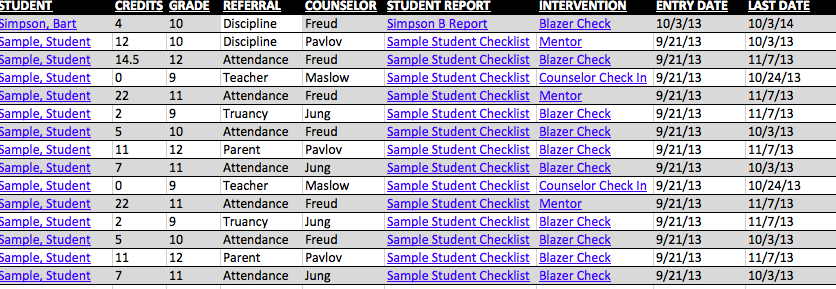 STUDENT CREDITS GRADE REFERRAL COUNSELOR STUDENT REPORT INTERVENTION ENTRY DATE LAST DATE
Simpson, Bart 4 10 Discipline Freud Simpson B Report Blazer Check 10/3/13 10/3/14
Sample, Student 12 10 Discipline Pavlov Sample Student Checklist Mentor 9/21/13 10/3/13
Sample, Student 14.5 12 Attendance Freud Sample Student Checklist Blazer Check 9/21/13 11/7/13
Sample, Student 0 9 Teacher Maslow Sample Student Checklist Counselor Check In 9/21/13 10/24/13
Sample, Student 22 11 Attendance Freud Sample Student Checklist Mentor 9/21/13 11/7/13
Sample, Student 2 9 Truancy Jung Sample Student Checklist Blazer Check 9/21/13 11/7/13
Sample, Student 5 10 Attendance Freud Sample Student Checklist Blazer Check 9/21/13 10/3/13
Sample, Student 11 12 Parent Pavlov Sample Student Checklist Blazer Check 9/21/13 11/7/13
Sample, Student 7 11 Attendance Jung Sample Student Checklist Blazer Check 9/21/13 10/3/13
Sample, Student 0 9 Teacher Maslow Sample Student Checklist Counselor Check In 9/21/13 10/24/13
Sample, Student 22 11 Attendance Freud Sample Student Checklist Mentor 9/21/13 11/7/13
Sample, Student 2 9 Truancy Jung Sample Student Checklist Blazer Check 9/21/13 11/7/13
Sample, Student 5 10 Attendance Freud Sample Student Checklist Blazer Check 9/21/13 10/3/13
Sample, Student 11 12 Parent Pavlov Sample Student Checklist Blazer Check 9/21/13 11/7/13
Sample, Student 7 11 Attendance Jung Sample Student Checklist Blazer Check 9/21/13 10/3/13